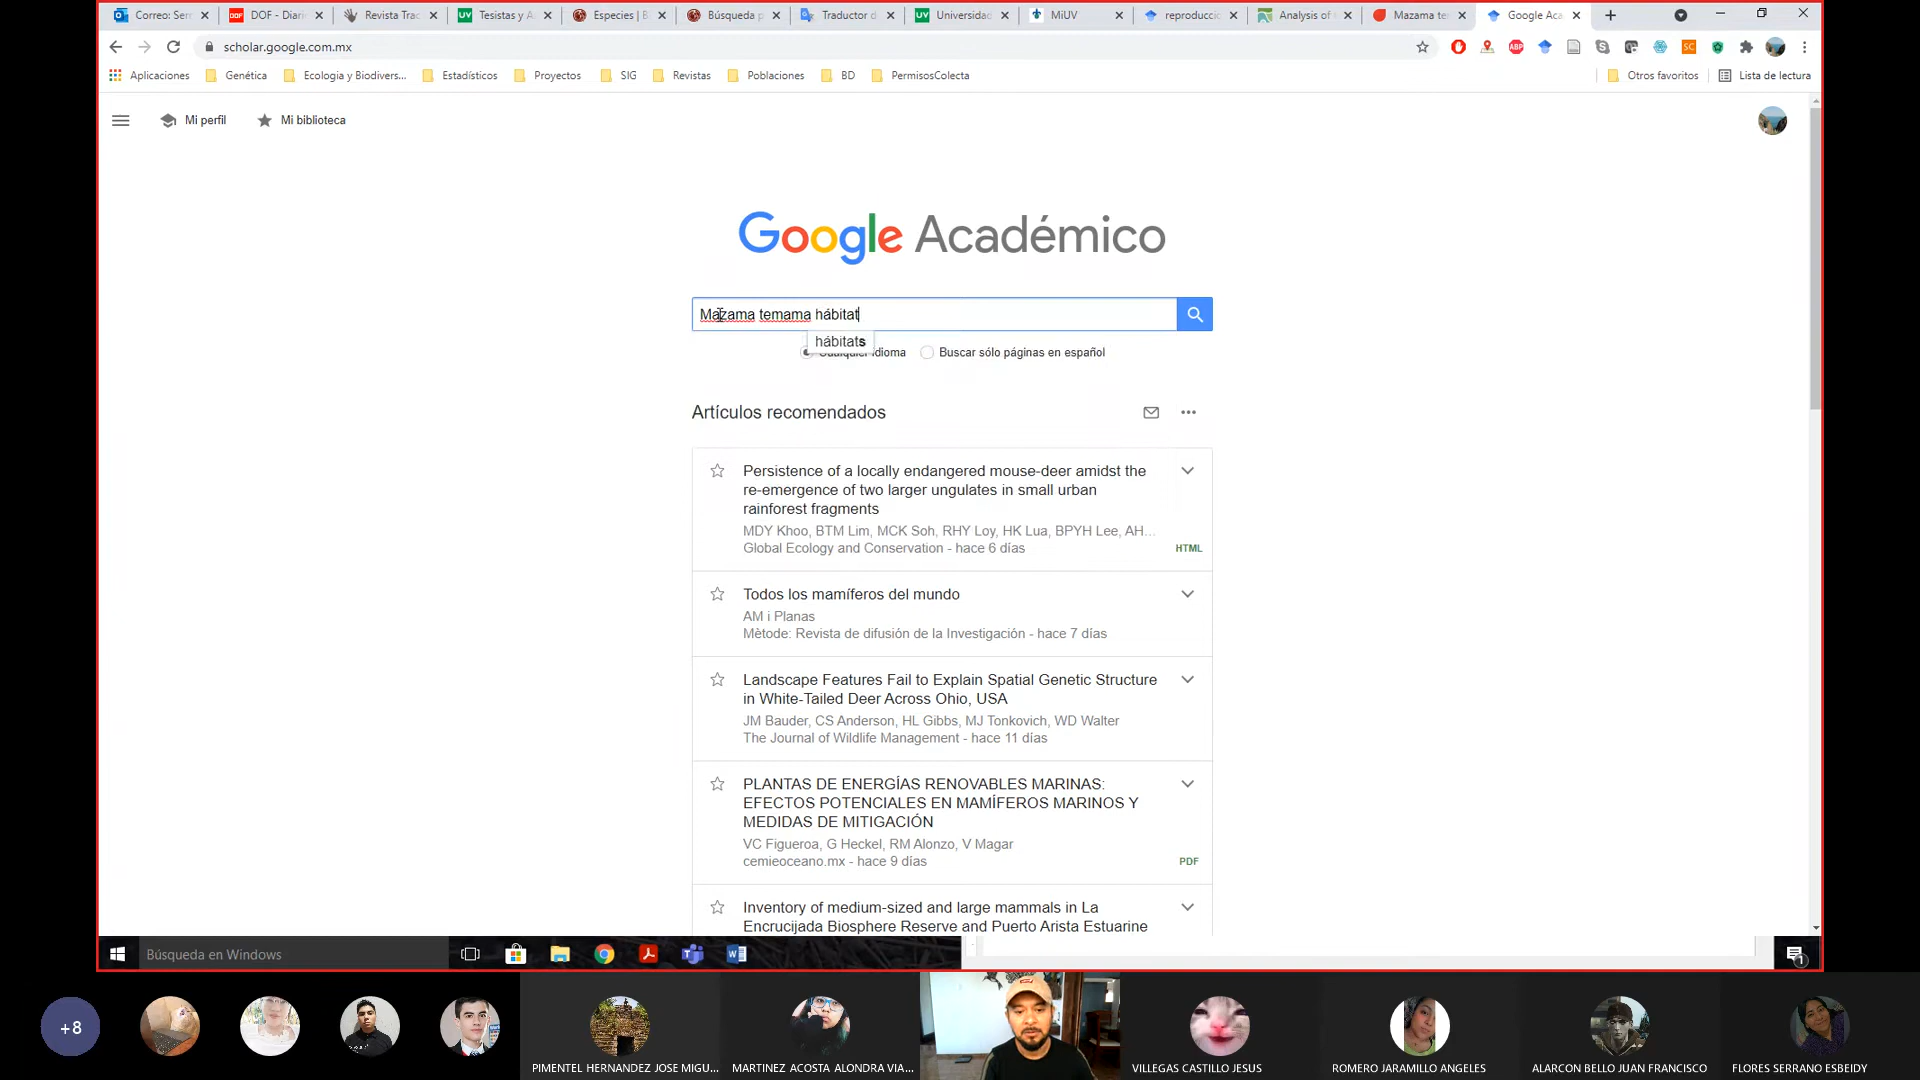 Correo: Serr
DOF - Diari
Revista Trac
Tesistas y A
Especies | B
Búsqueda p
Traductor d
Universidad
MiUV
reproducció
Analysis of
Mazama te
Google Aca
scholar.google.com.mx
Aplicaciones
Genética
Ecologia y Biodivers...
Estadísticos
Proyectos
SIG
Revistas
Poblaciones
BD
PermisosColecta
Otros favoritos
Lista de lectura
Mi perfil
Mi biblioteca
Google Académico
Mazama temama hábitat
hábitats
idioma
Buscar sólo páginas en español
Artículos recomendados
Persistence of a locally endangered mouse-deer amidst the
re-emergence of two larger ungulates in small urban
rainforest fragments
MDY Khoo, BTM Lim, MCK Soh, RHY Loy, HK Lua, BPYH Lee, AH...
Global Ecology and Conservation - hace 6 días
HTML
Todos los mamíferos del mundo
AM i Planas
Mètode: Revista de difusión de la Investigación - hace 7 días
Landscape Features Fail to Explain Spatial Genetic Structure
in White-Tailed Deer Across Ohio, USA
JM Bauder, CS Anderson, HL Gibbs, MJ Tonkovich, WD Walter
The Journal of Wildlife Management - hace 11 días
PLANTAS DE ENERGÍAS RENOVABLES MARINAS:
EFECTOS POTENCIALES EN MAMÍFEROS MARINOS Y
MEDIDAS DE MITIGACIÓN
VC Figueroa, G Heckel, RM Alonzo, V Magar
cemieoceano.mx - hace 9 días
PDF
Inventory of medium-sized and large mammals in La
Encrucijada Biosphere Reserve and Puerto Arista Estuarine
Búsqueda en Windows
+8
PIMENTEL HERNANDEZ JOSE MIGU...
MARTINEZ ACOSTA ALONDRA VIA...
VILLEGAS CASTILLO JESUS
ROMERO JARAMILLO ANGELES
ALARCON BELLO JUAN FRANCISCO
FLORES SERRANO ESBEIDY